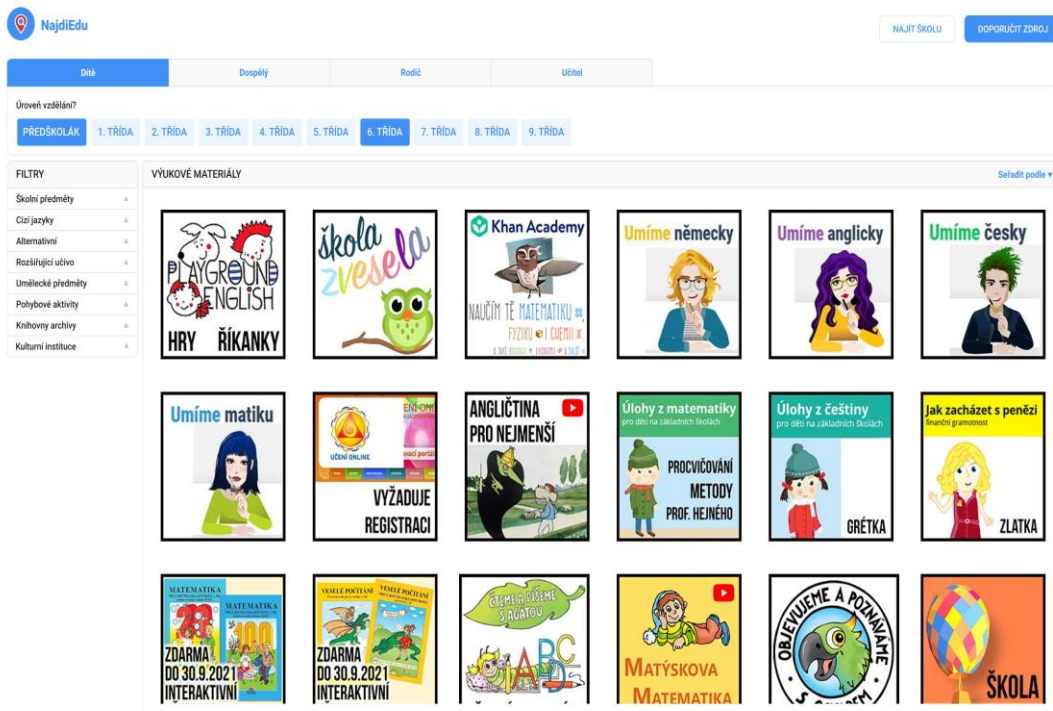 NajdiEdu
NAJÍT ŠKOLU
DOPORUČIT ZDROJ
Dítě
Dospělý
Rodič
Učitel
Úroveň vzdělání?
PŘEDŠKOLÁK 1. TŘÍDA 2. TŘÍDA 3. TŘÍDA 4. TŘÍDA 5. TŘÍDA 6. TŘÍDA 7. TŘÍDA 8. TŘÍDA 9. TŘÍDA
FILTRY
Školní předměty
Cizí jazyky
Alternativní
Rozšiřující učivo
Umělecké předměty
Pohybové aktivity
Knihovny archívy
Kulturní instituce
VÝUKOVÉ MATERIÁLY
Seřadit podle
PLAYGROUND
ENGLISH
HRY ŘÍKANKY
škola
zvesela
Khan Academy
NAUČÍM TĚ MATEMATIKU
FYZIKU I CHEMII
Umíme německy
Umíme anglicky
Umíme česky
Umíme matiku
UČENÍ ONLINE
VYŽADUJE
REGISTRACI
ANGLIČTINA
PRO NEJMENŠÍ
Úlohy z matematiky
pro děti na základních školách
PROCVIČOVÁNÍ
METODY
PROF. HEJNÉHO
Úlohy z češtiny
pro děti na základních školách
GRÉTKA
Jak zacházet s penězi
finanční gramotnost
ZLATKA
MATEMATIKA
MATEMATIKA
100
ZDARMA
DO 30.9.2021
INTERAKTIVNÍ
VESELÉ POČÍTÁNÍ
VESELÉ POČÍTÁNÍ
ZDARMA
DO 30.9.2021
INTERAKTIVNÍ
ČTEME A PÍŠEME
S AGÁTOU
ABC
MATÝSKOVA
MATEMATIKA
OBJEVUJEME A POZNÁVÁME
ŠKOLA